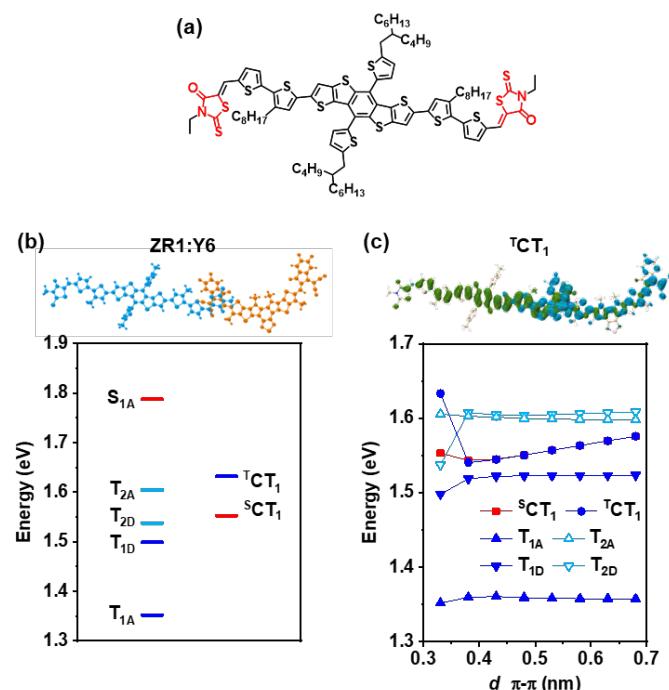 (a)
C6H13
C4H9
S
S
S
S
S
S
O
S
N
S
C8H17
C8H17
S
S
N
O
S
S
S
S
C4H9
C6H13
(b)
ZR1:Y6
(c)
TCT1
1.9
1.8
1.7
1.6
1.5
1.4
1.3
Energy (eV)
S1A
T2A
T2D
T1D
T1A
TCT1
SCT1
1.7
1.6
1.5
1.4
1.3
Energy (eV)
SCT1 TCT1
T1A T2A
T1D T2D
0.3 0.4 0.5 0.6 0.7
d π-π (nm)